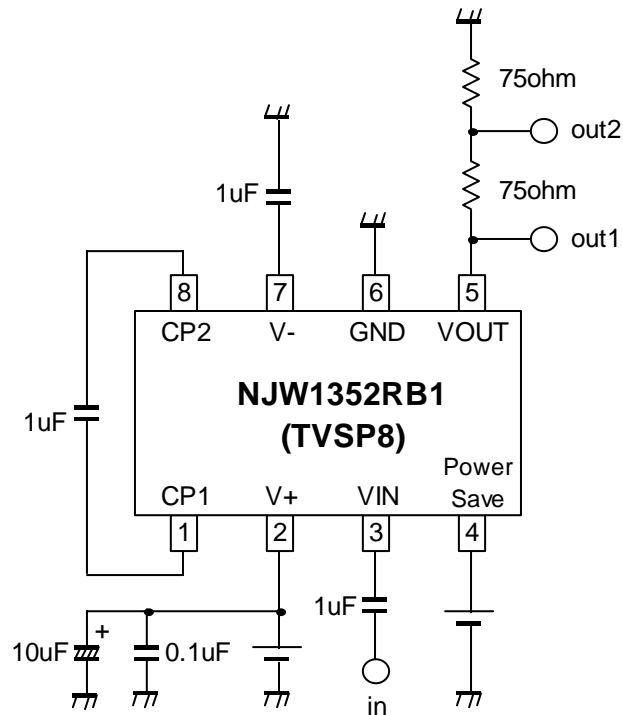 75ohm
out2
1uF
75ohm
out1
8 7 6 5
CP2 V- GND VOUT
NJW1352RB1
(TVSP8)
1uF
Power
Save
CP1 V+ VIN
1 2 3 4
1uF
+
10uF 0.1uF
in